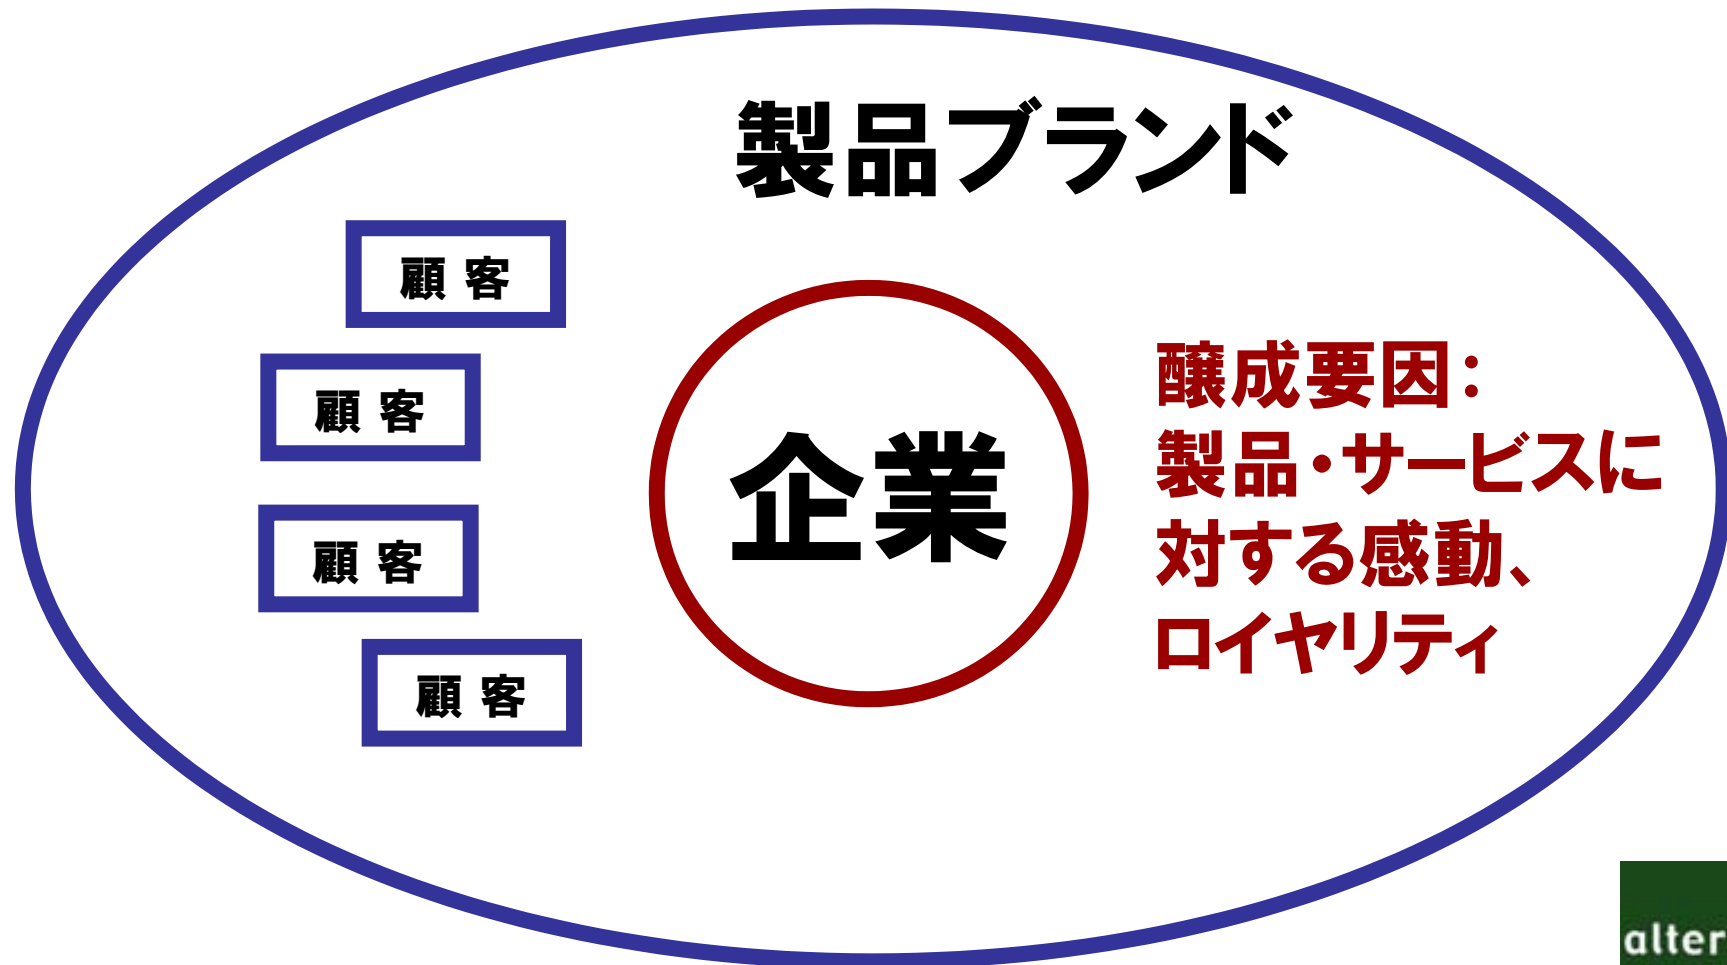 製品ブランド
顧 客
顧 客
顧 客
顧 客
企業
醸成要因：
製品・サービスに
対する感動、
ロイヤリティ
alter